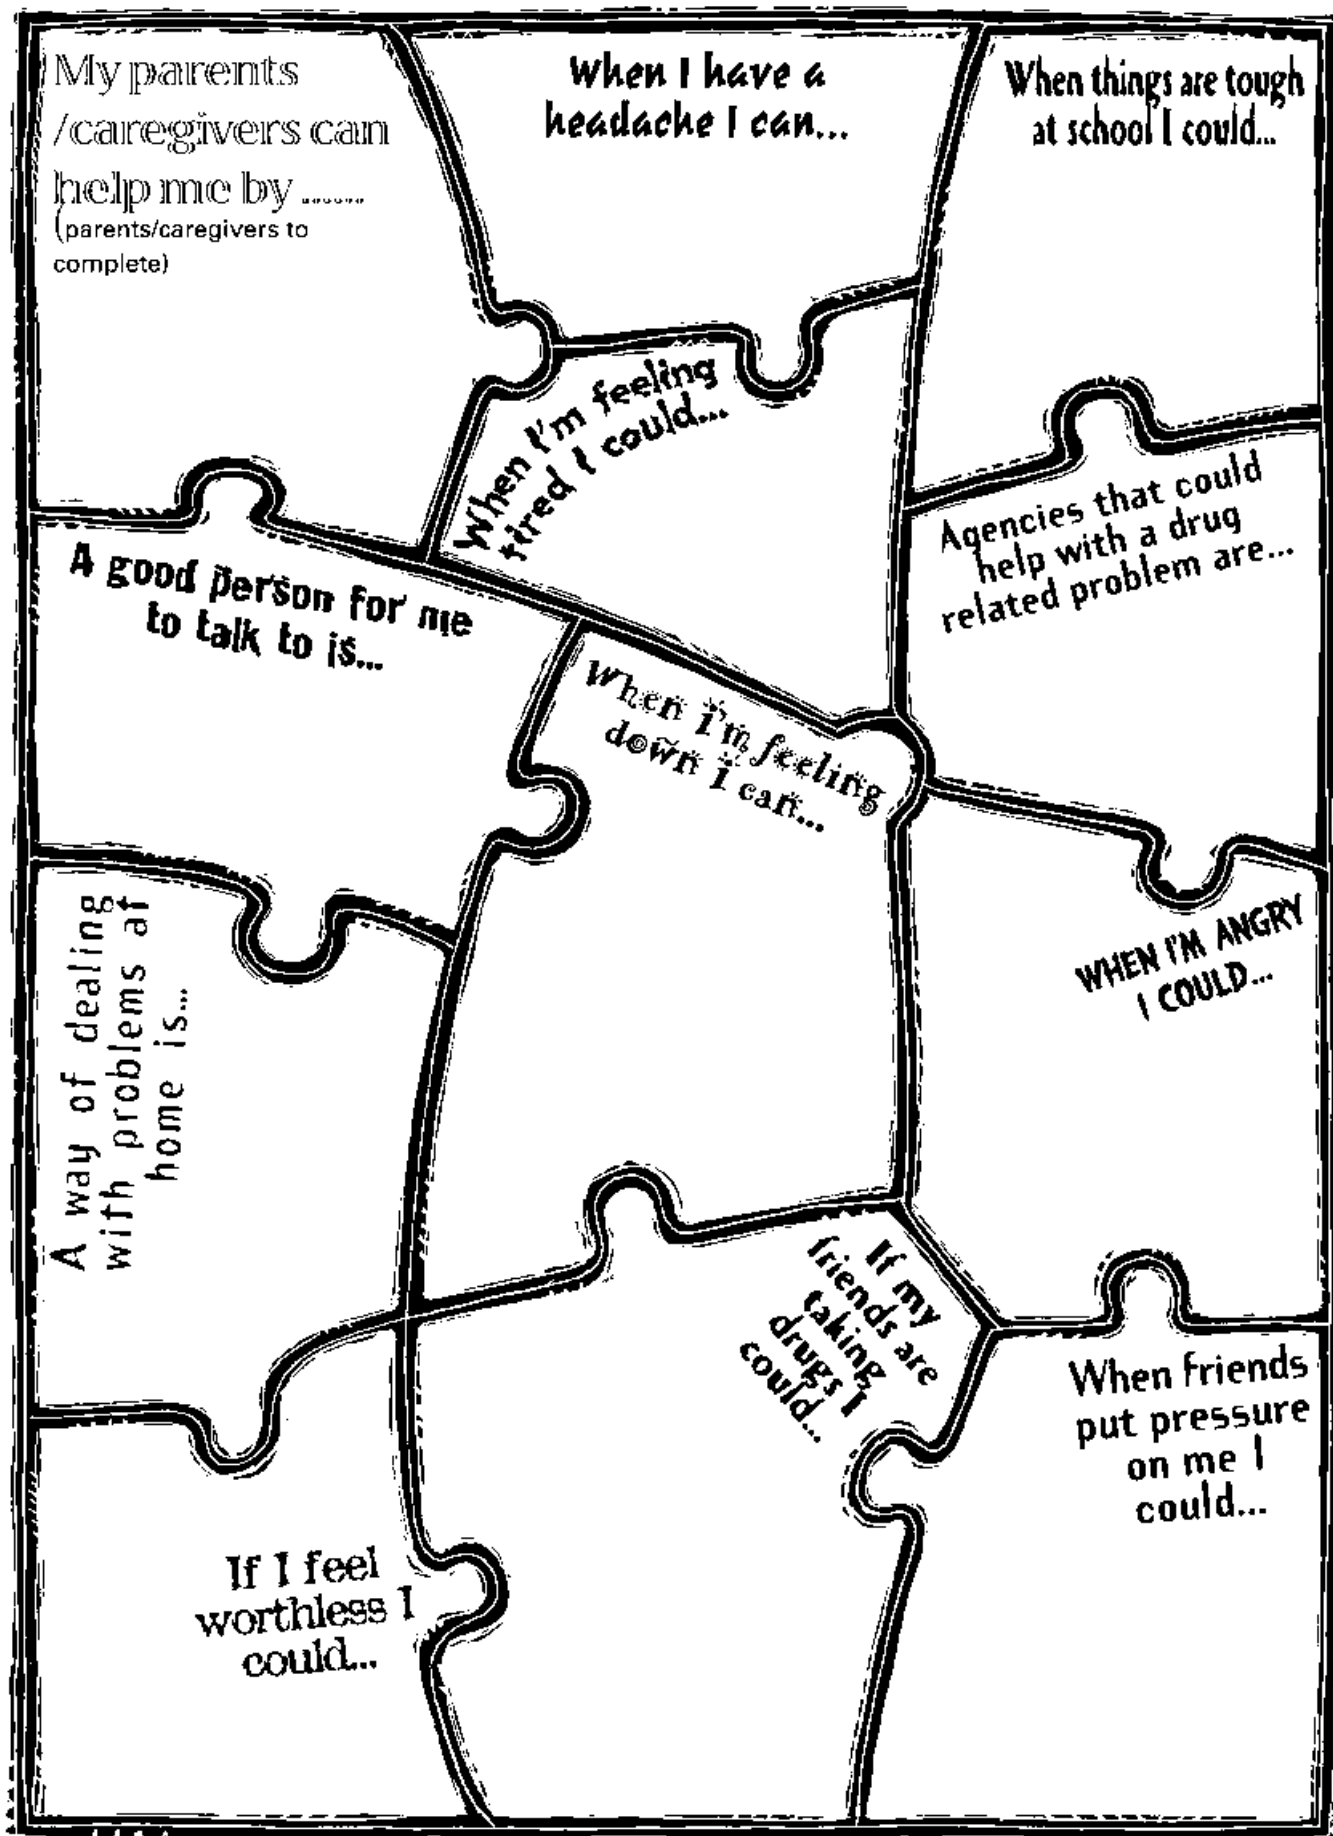 My parents
/caregivers can
help me by ......
(parents/caregivers to
complete)
When I have a
headache I can...
When things are tough
at school I could...
When I'm feeling
tired I could...
Agencies that could
help with a drug
related problem are...
A good person for me
to talk to is...
When i'm feeling
down i can...
WHEN I'M ANGRY
I COULD...
A way of dealing
with problems at
home is...
If my
friends are
taking
drugs I
could...
When friends
put pressure
on me I
could...
If I feel
worthless I
could...